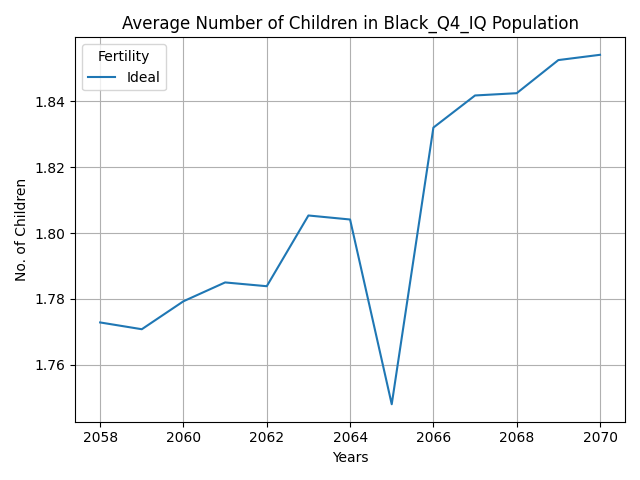 Average Number of Children in Black_Q4_IQ Population
Fertility
Ideal
1.84
1.82
1.80
1.78
1.76
No. of Children
2058 2060 2062 2064 2066 2068 2070
Years